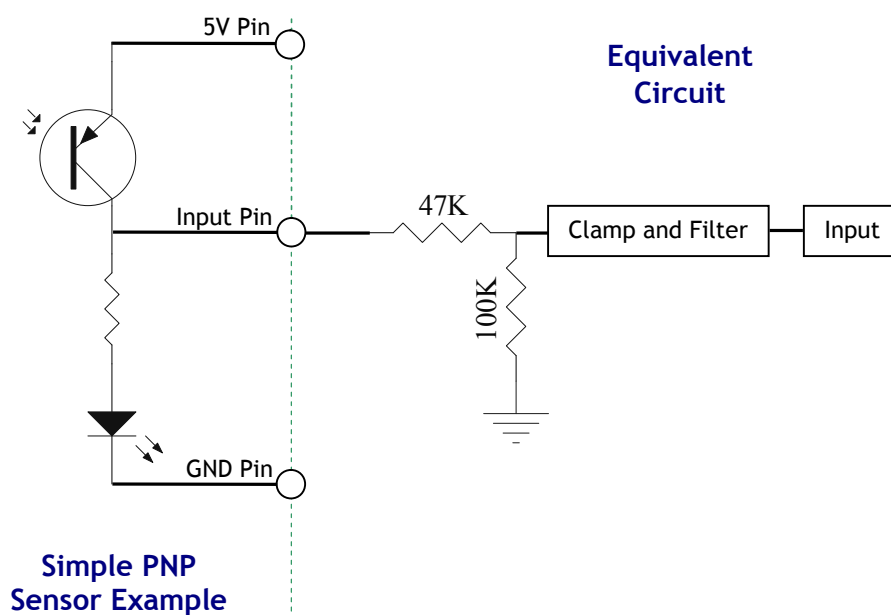 5V Pin
Equivalent
Circuit
Input Pin
47K
Clamp and Filter
Input
100K
GND Pin
Simple PNP
Sensor Example